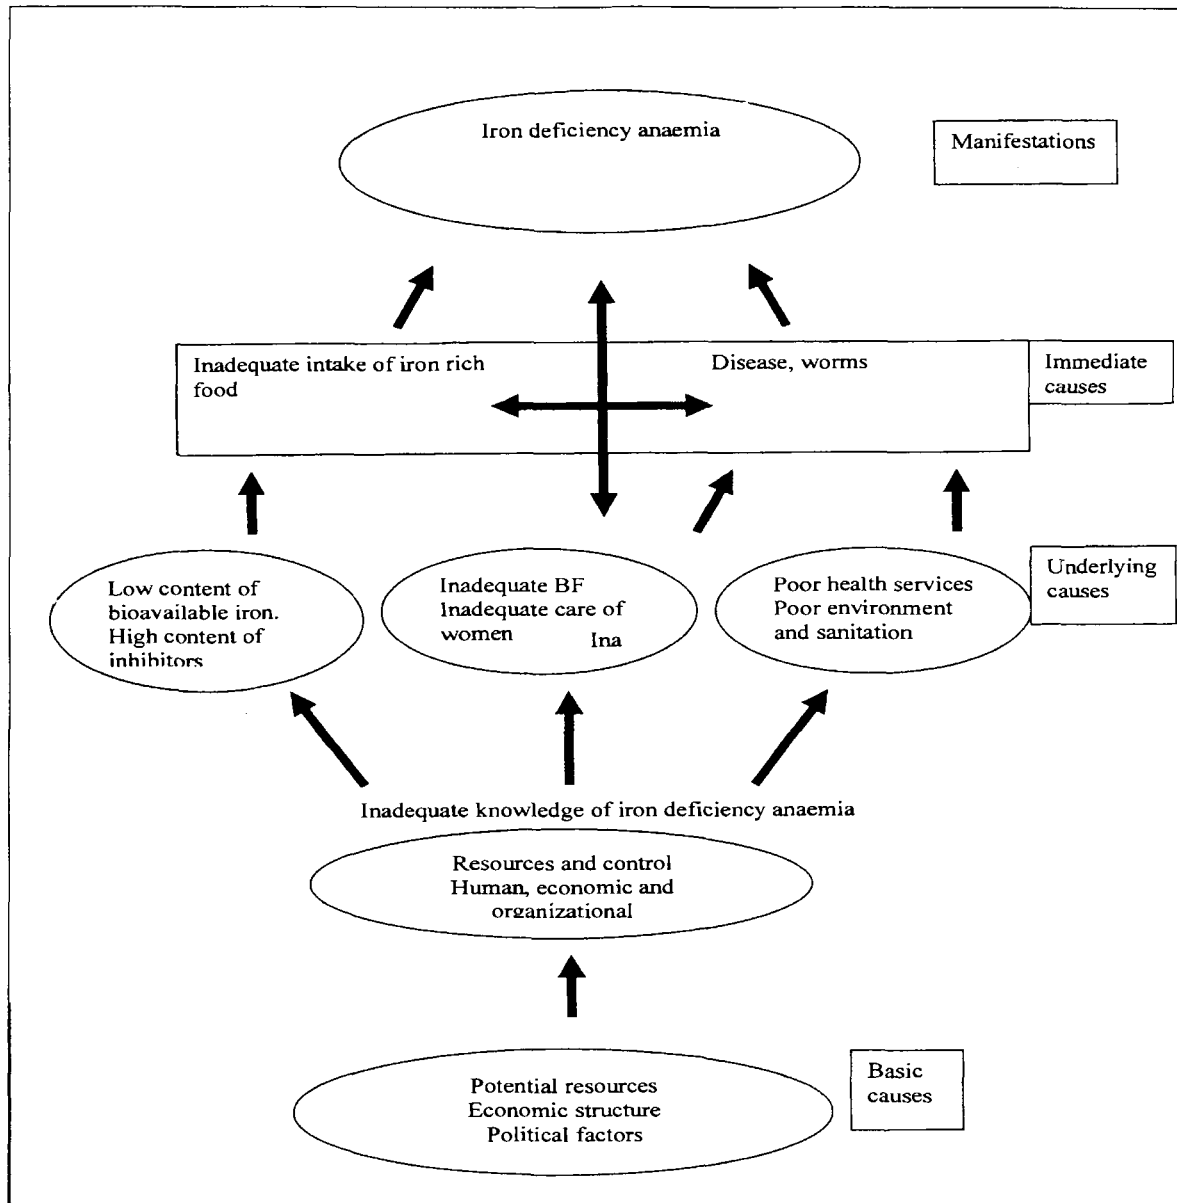 Iron deficiency anaemia
Manifestations
Inadequate intake of iron rich
food
Disease, worms
Immediate
causes
Low content of
bioavailable iron.
High content of
inhibitors
Inadequate BF
Inadequate care of
women Ina
Poor health services
Poor environment
and sanitation
Underlying
causes
Inadequate knowledge of iron deficiency anaemia
Resources and control
Human, economic and
organizational
Potential resources
Economic structure
Political factors
Basic
causes